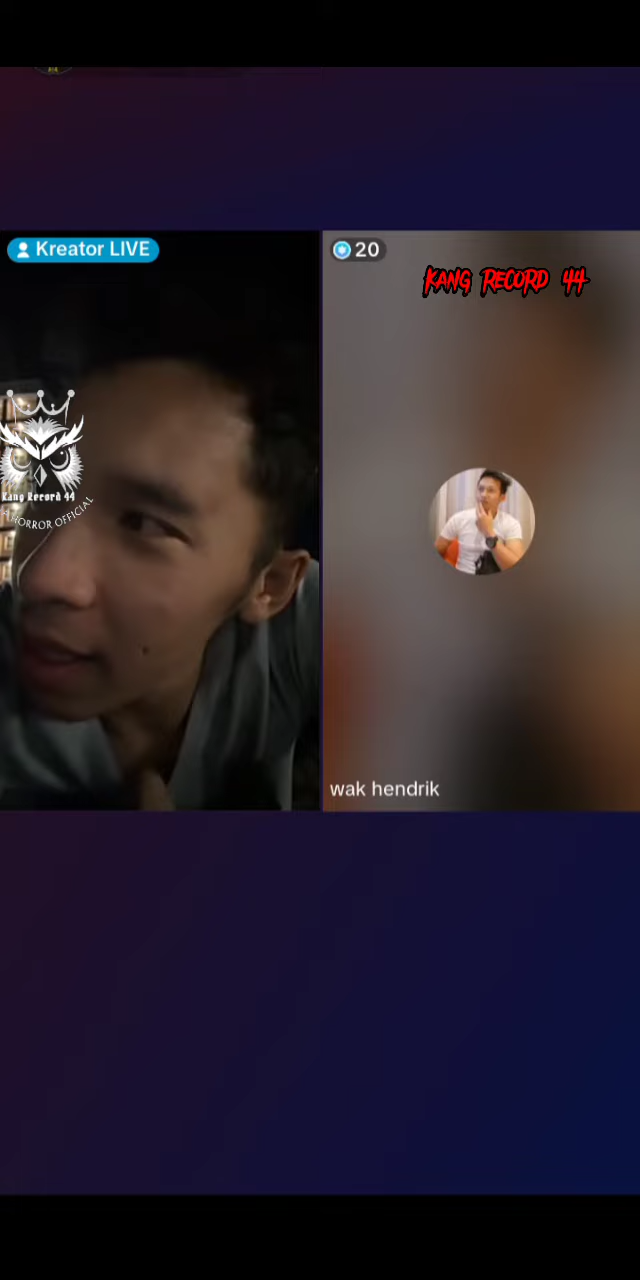 Kreator LIVE
20
KANG RECORD 44
Kang Record 44
HORROR OFFICIAL
wak hendrik